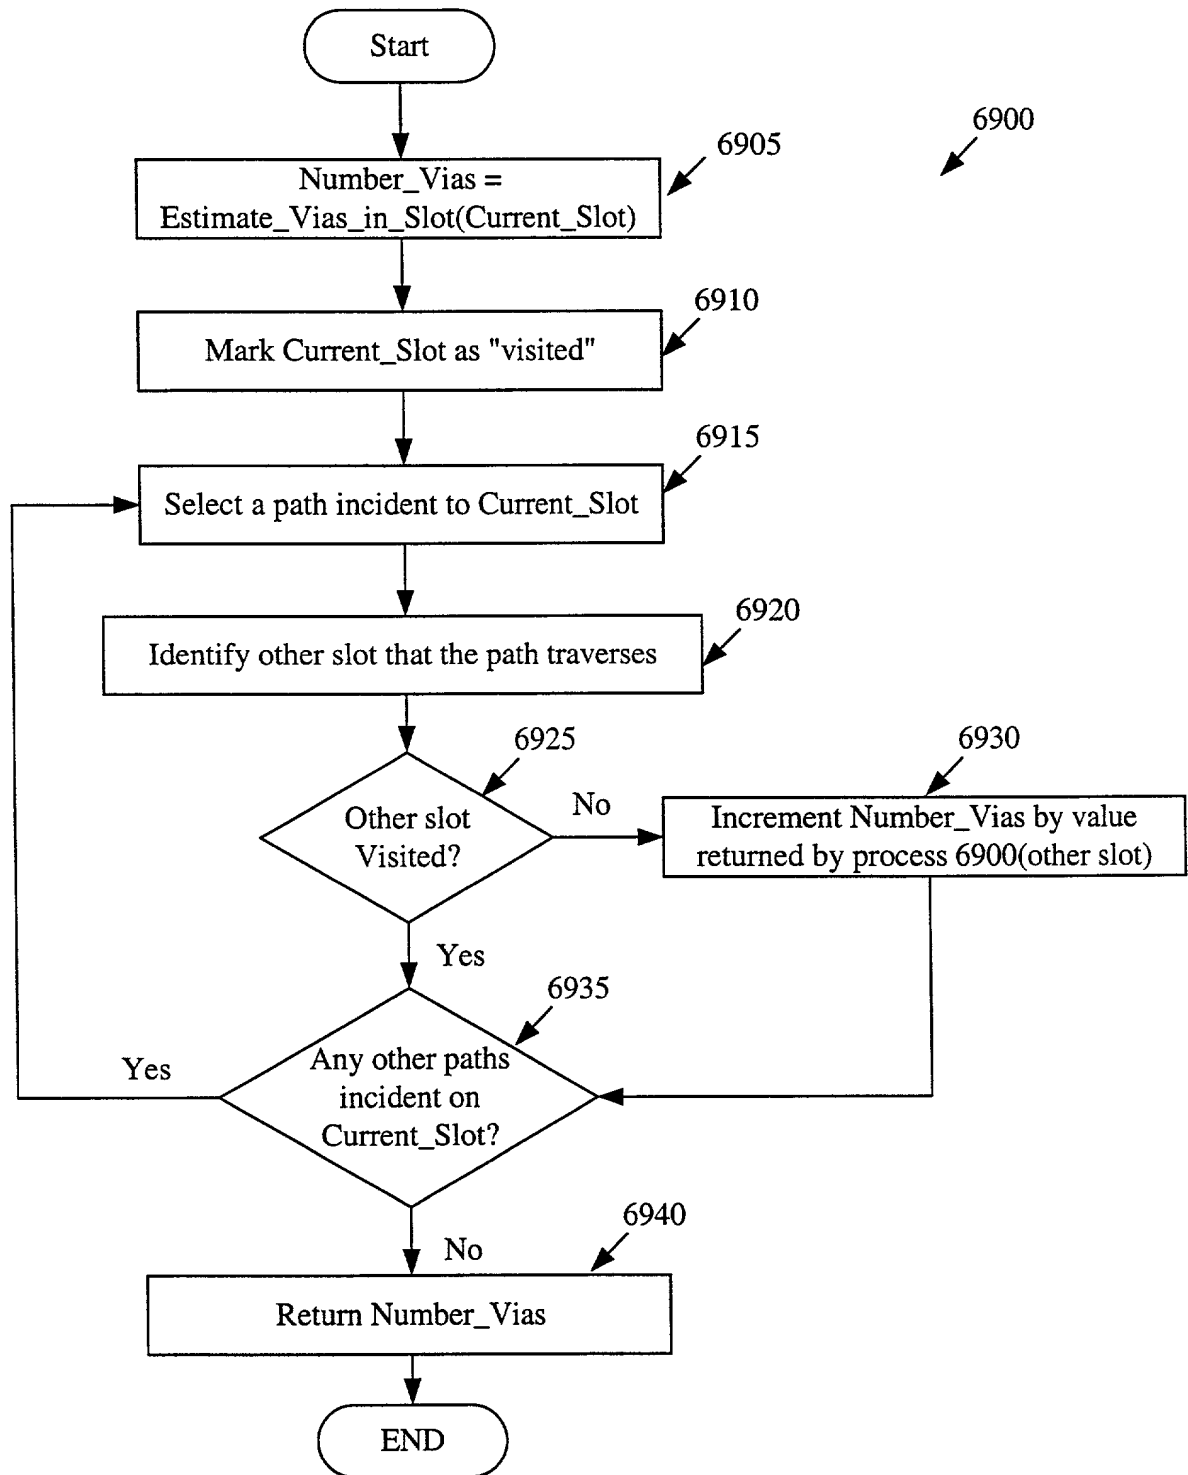 Start
6900
6905
Number_Vias =
Estimate_Vias_in_Slot(Current_Slot)
6910
Mark Current_Slot as "visited"
6915
Select a path incident to Current_Slot
6920
Identify other slot that the path traverses
6925
Other slot
Visited?
No
6930
Increment Number_Vias by value
returned by process 6900(other slot)
Yes
6935
Any other paths
incident on
Current_Slot?
Yes
No
6940
Return Number_Vias
END